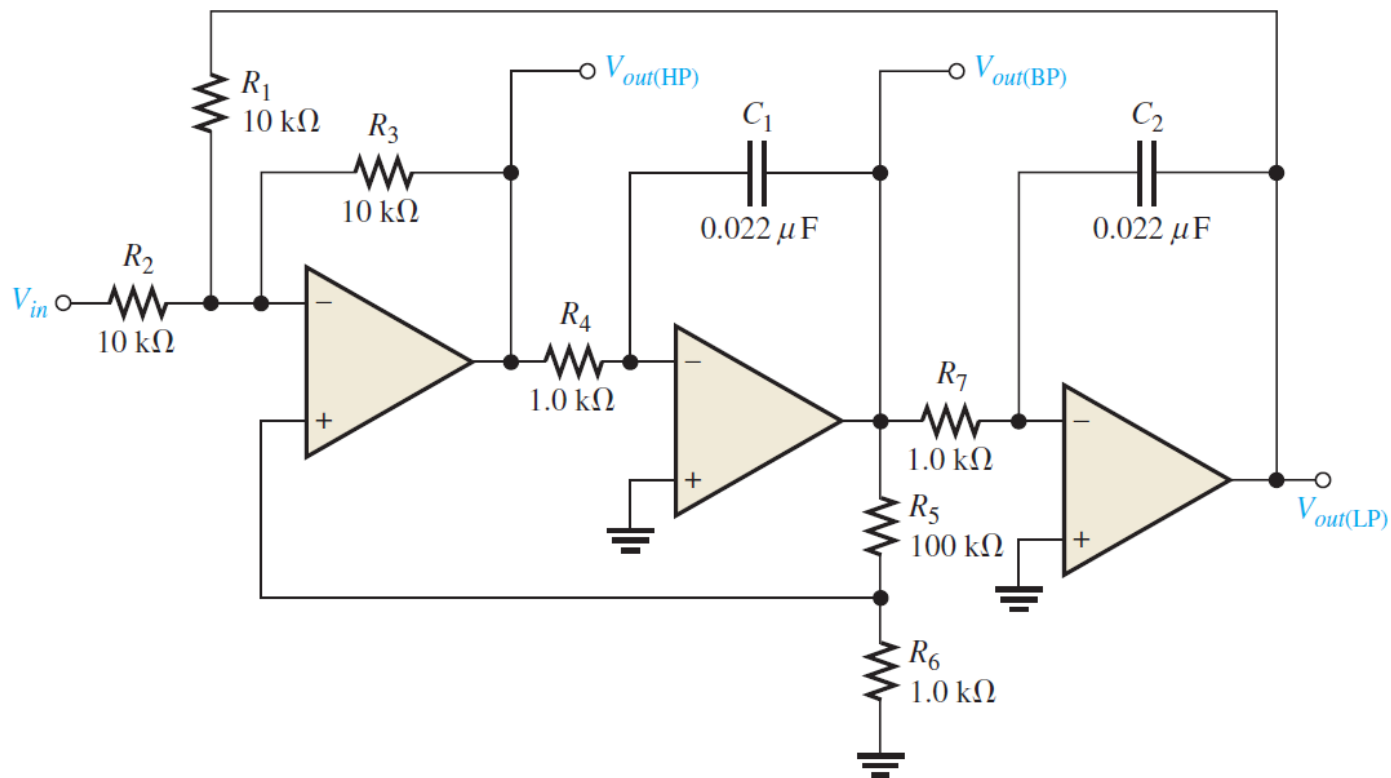 R1
10 kΩ
Vout(HP)
Vout(BP)
R3
10 kΩ
C1
0.022 μF
C2
0.022 μF
R2
Vin
10 kΩ
−
+
R4
1.0 kΩ
−
+
R7
1.0 kΩ
−
+
R5
100 kΩ
Vout(LP)
R6
1.0 kΩ